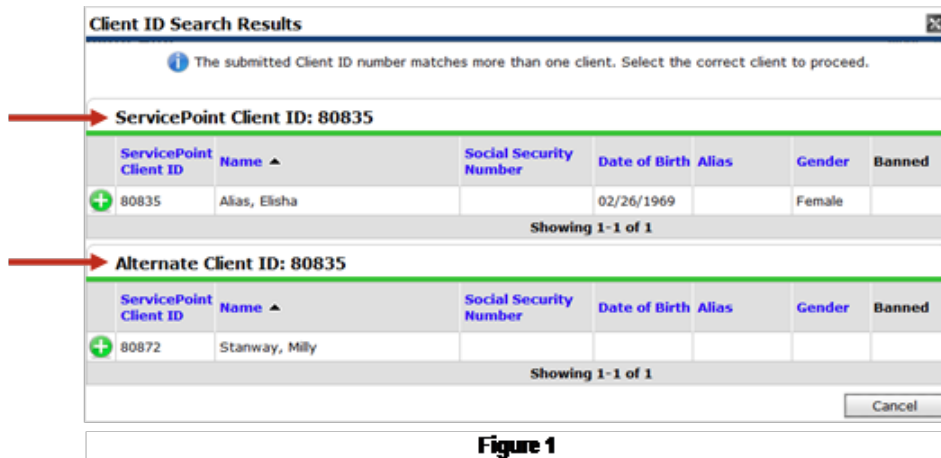 Client ID Search Results
The submitted Client ID number matches more than one client. Select the correct client to proceed.
ServicePoint Client ID: 80835
ServicePoint Client ID Name ▲ Social Security Number Date of Birth Alias Gender Banned
80835 Alias, Elisha 02/26/1969 Female
Showing 1-1 of 1
Alternate Client ID: 80835
ServicePoint Client ID Name ▲ Social Security Number Date of Birth Alias Gender Banned
80872 Stanway, Milly
Showing 1-1 of 1
Cancel
Figure 1